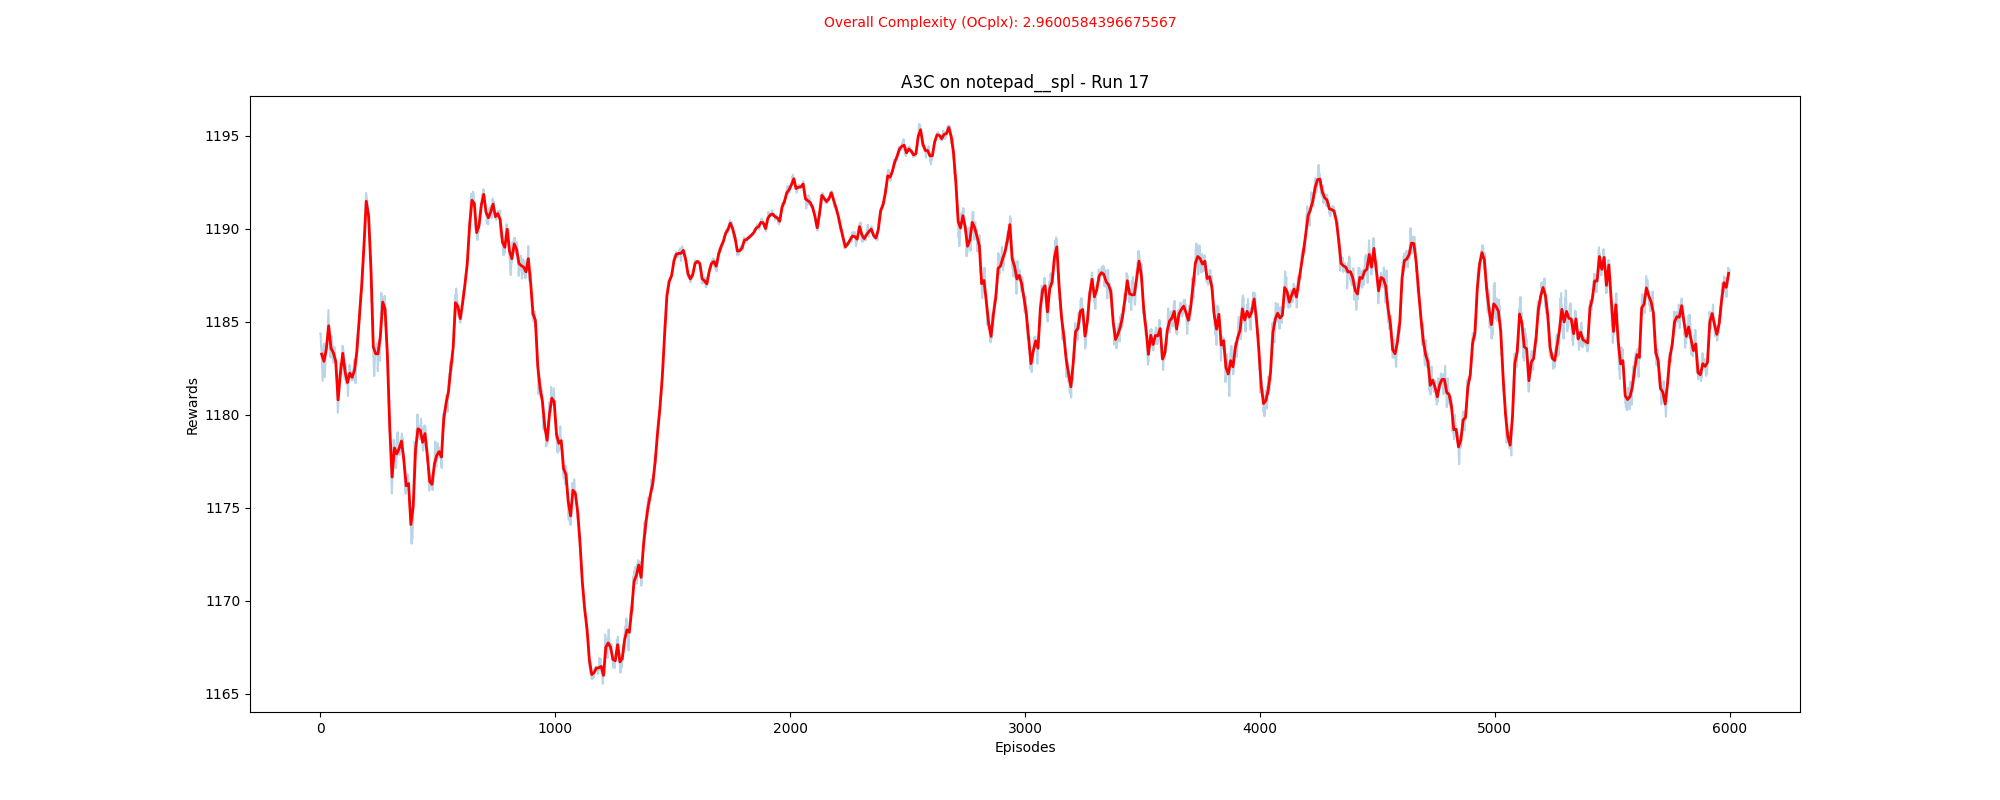 Overall Complexity (OCplx): 2.9600584396675567
A3C on notepad__spl - Run 17
1195
1190
1185
1180
1175
1170
1165
Rewards
0 1000 2000 3000 4000 5000 6000
Episodes